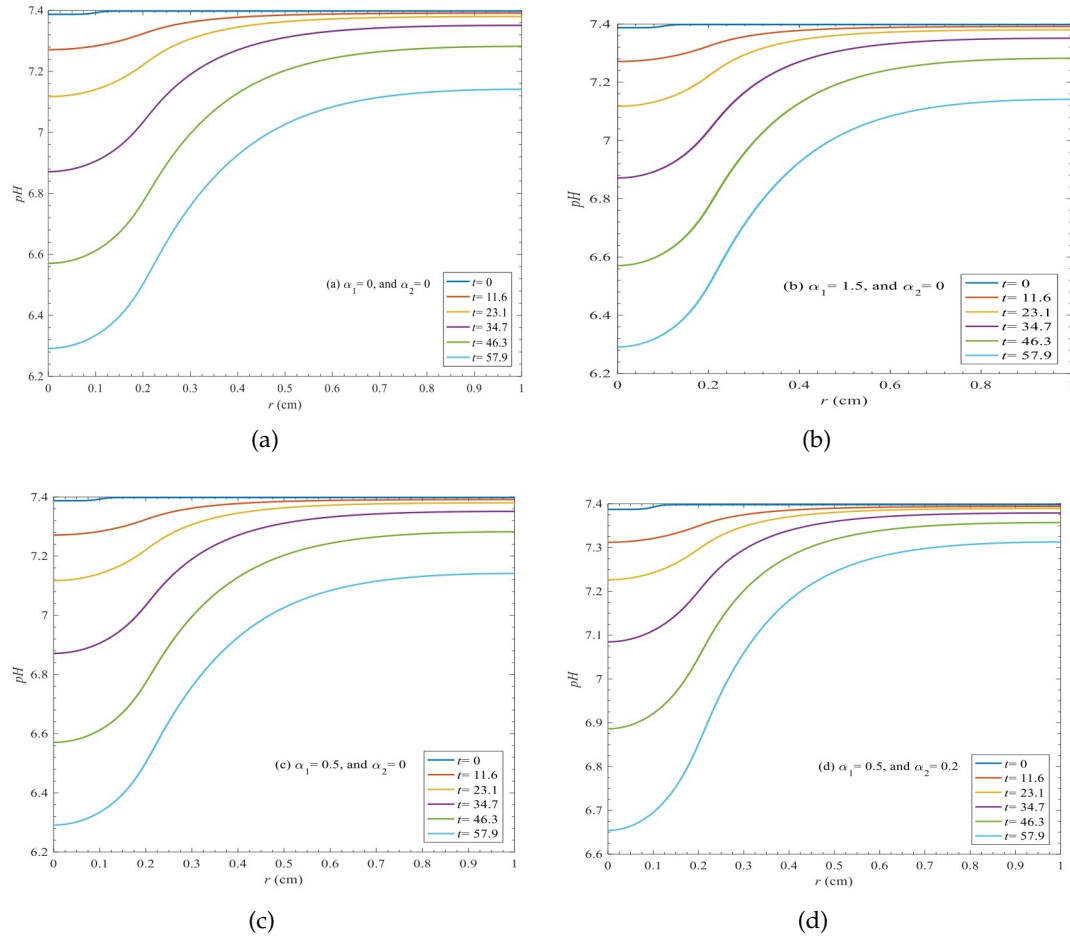 7.4
7.2
7
6.8
6.6
6.4
6.2
pH
(a) α1= 0, and α2= 0
t= 0
t= 11.6
t= 23.1
t= 34.7
t= 46.3
t= 57.9
0 0.1 0.2 0.3 0.4 0.5 0.6 0.7 0.8 0.9 1
r (cm)
(a)
7.4
7.2
7
6.8
6.6
6.4
6.2
pH
(b) α1= 1.5, and α2= 0
t= 0
t= 11.6
t= 23.1
t= 34.7
t= 46.3
t= 57.9
0 0.2 0.4 0.6 0.8 1
r (cm)
(b)
7.4
7.2
7
6.8
6.6
6.4
6.2
pH
(c) α1= 0.5, and α2= 0
t= 0
t= 11.6
t= 23.1
t= 34.7
t= 46.3
t= 57.9
0 0.1 0.2 0.3 0.4 0.5 0.6 0.7 0.8 0.9 1
r (cm)
(c)
7.4
7.3
7.2
7.1
7
6.9
6.8
6.7
6.6
pH
(d) α1= 0.5, and α2= 0.2
t= 0
t= 11.6
t= 23.1
t= 34.7
t= 46.3
t= 57.9
0 0.1 0.2 0.3 0.4 0.5 0.6 0.7 0.8 0.9 1
r (cm)
(d)